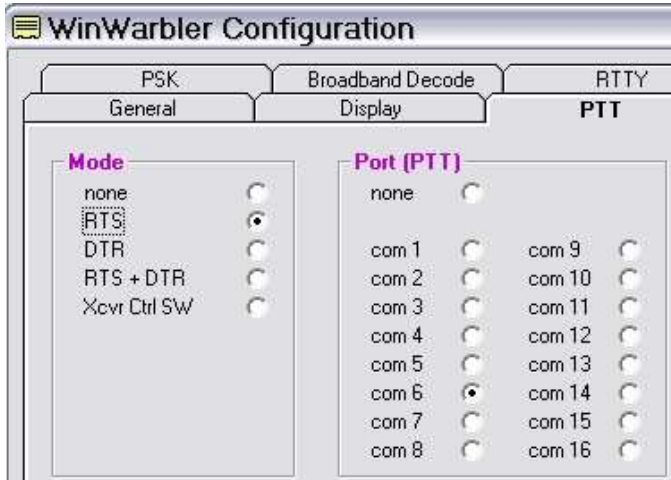 WinWarbler Configuration
PSK Broadband Decode RTTY
General Display PTT
Mode
none
RTS
DTR
RTS + DTR
Xcvr Ctrl SW
Port (PTT)
none
com 1 com 9
com 2 com 10
com 3 com 11
com 4 com 12
com 5 com 13
com 6 com 14
com 7 com 15
com 8 com 16